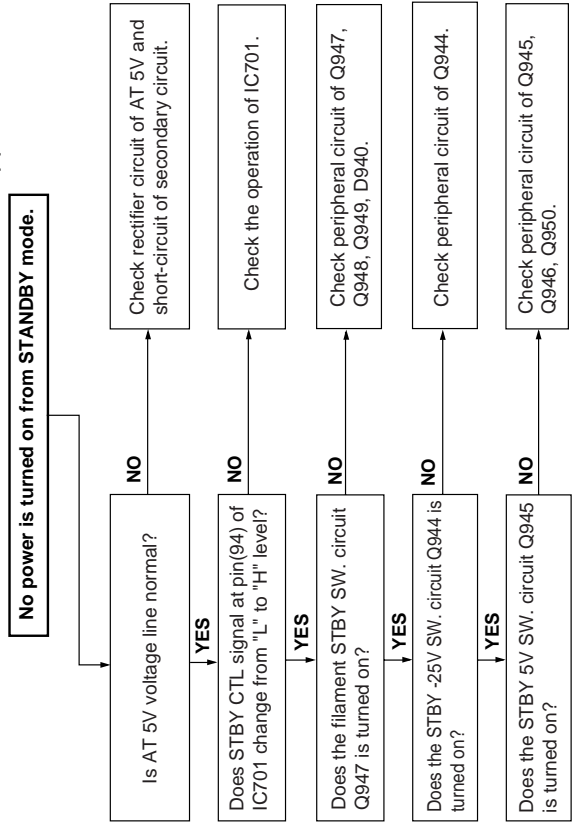 No power is turned on from STANDBY mode.
Is AT 5V voltage line normal?
NO
Check rectifier circuit of AT 5V and
short-circuit of secondary circuit.
YES
Does STBY CTL signal at pin(94) of
IC701 change from "L" to "H" level?
NO
Check the operation of IC701.
YES
Does the filament STBY SW. circuit
Q947 is turned on?
NO
Check peripheral circuit of Q947,
Q948, Q949, D940.
YES
Does the STBY -25V SW. circuit Q944 is
turned on?
NO
Check peripheral circuit of Q944.
YES
Does the STBY 5V SW. circuit Q945
is turned on?
NO
Check peripheral circuit of Q945,
Q946, Q950.